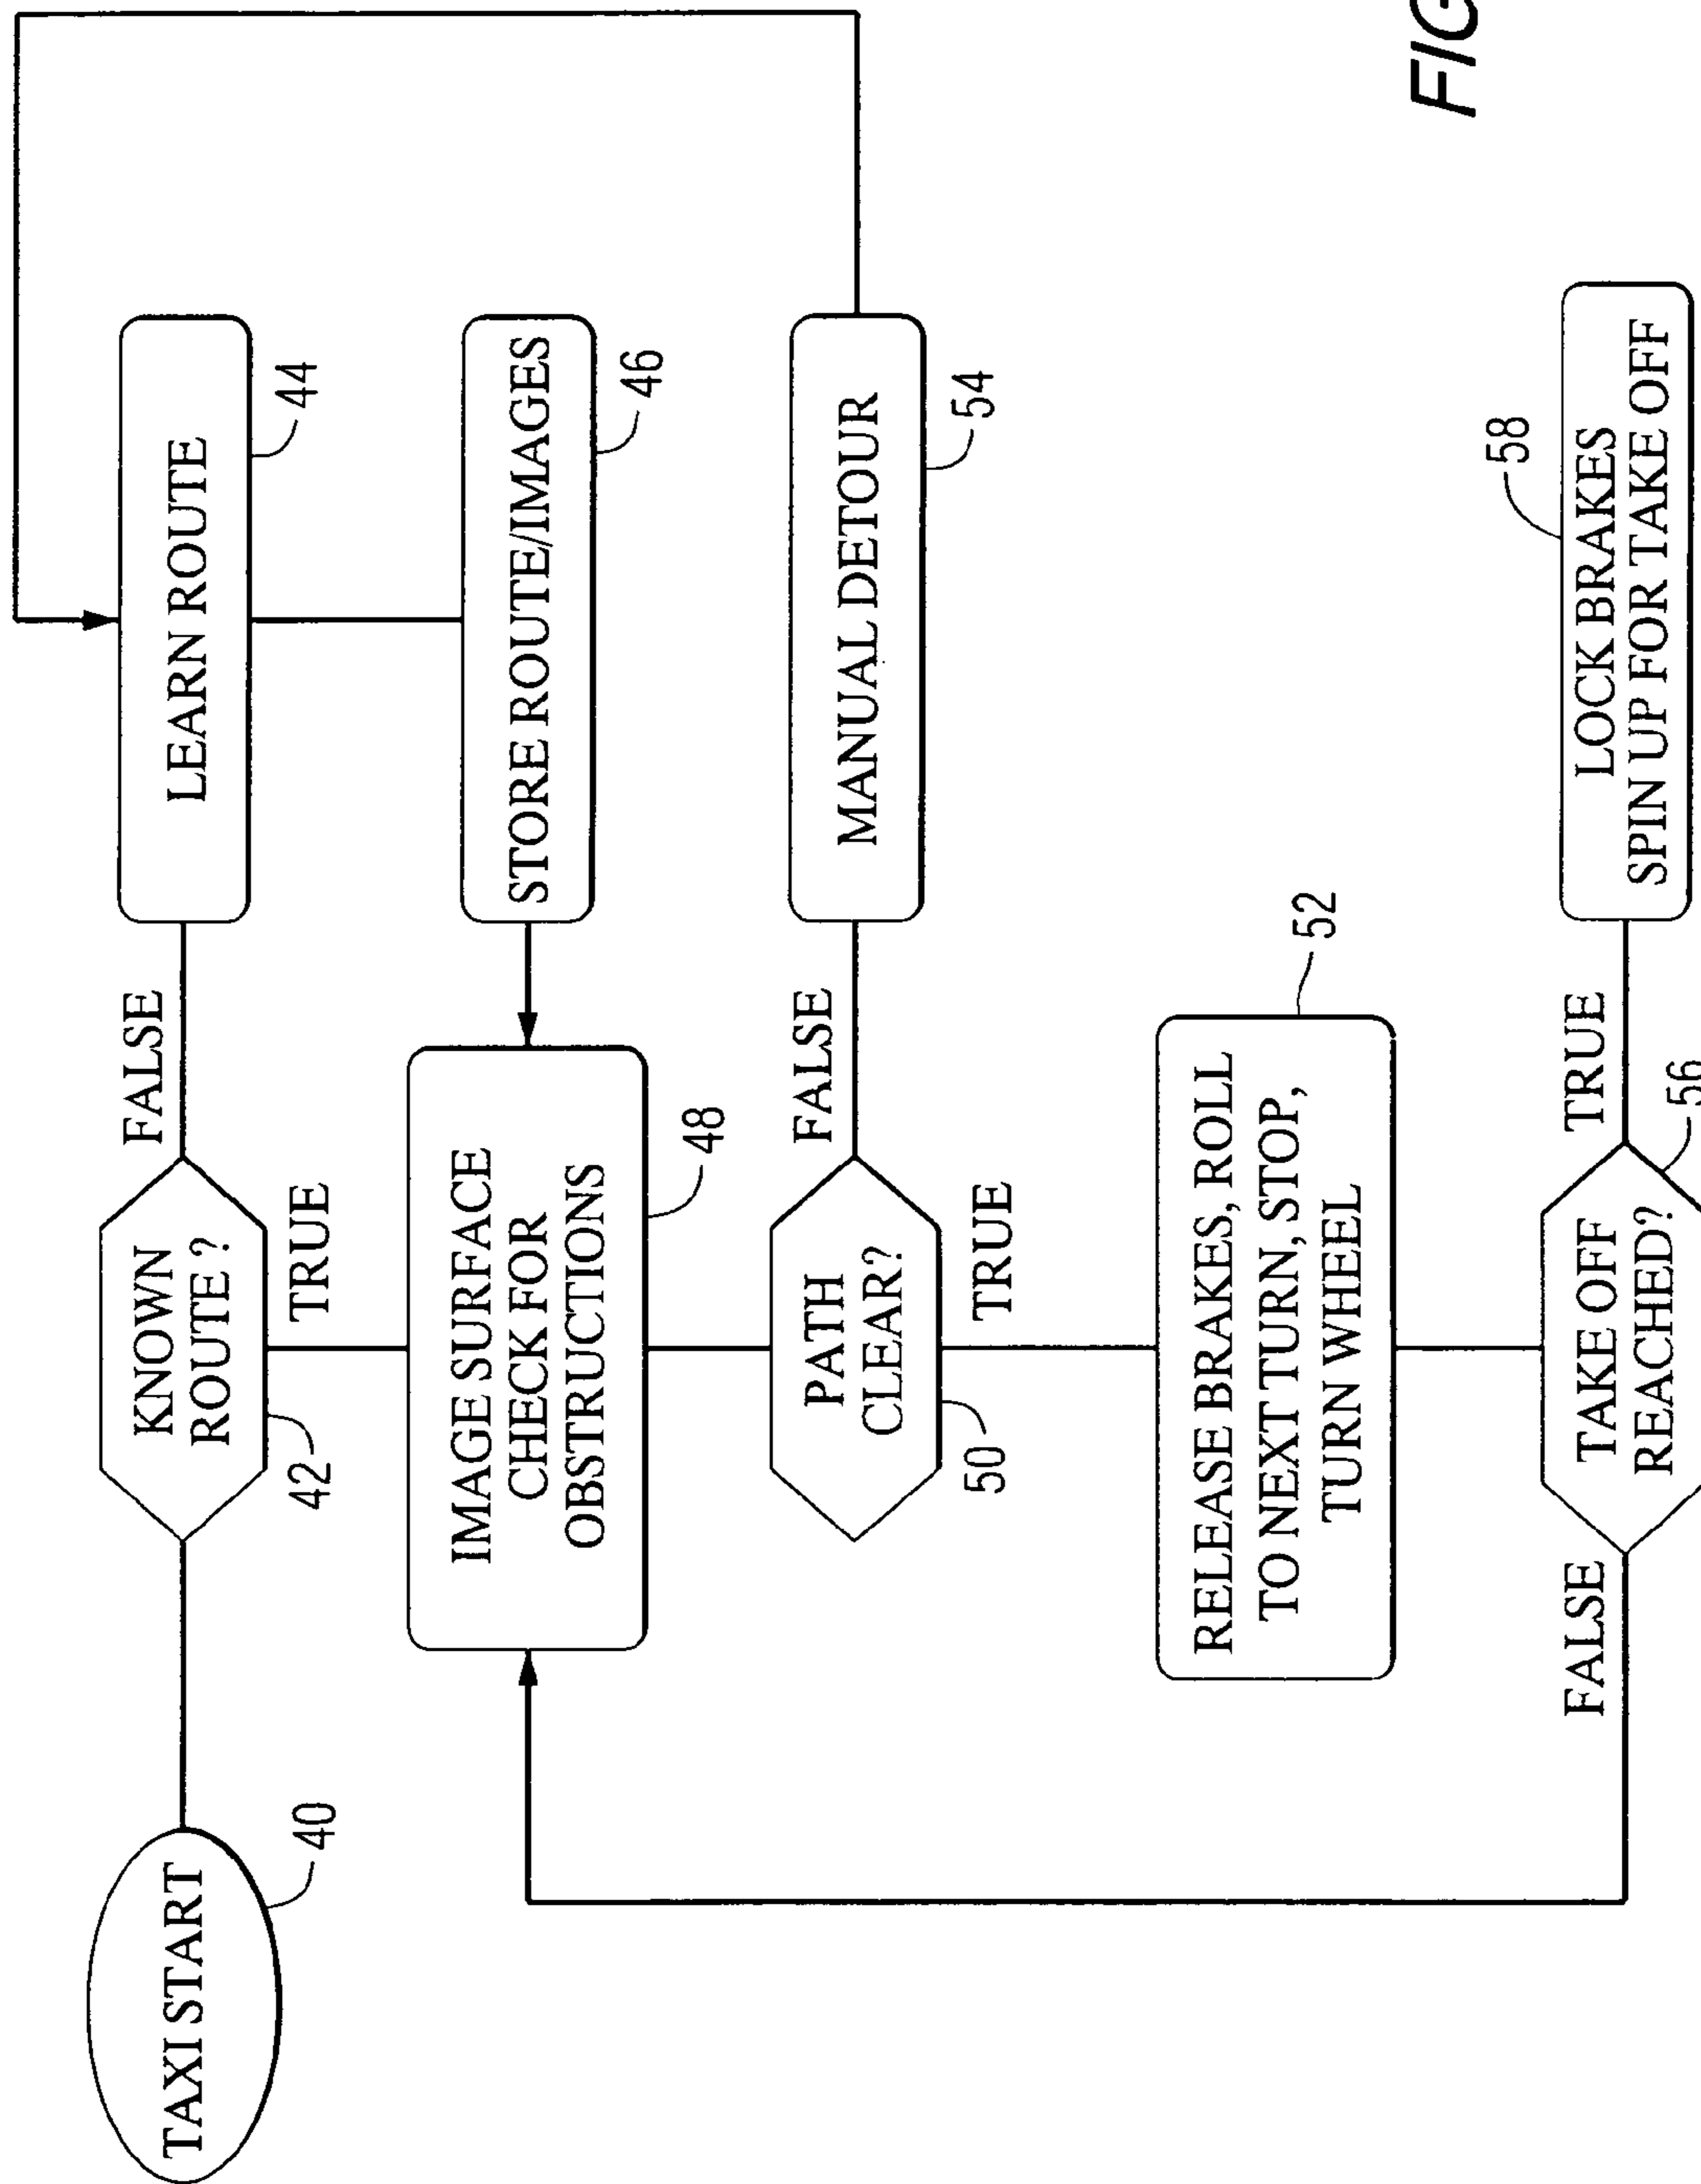 TAXI START
40
KNOWN
ROUTE ?
42
FALSE
TRUE
LEARN ROUTE
44
STORE ROUTE/IMAGES
46
IMAGE SURFACE
CHECK FOR
OBSTRUCTIONS
48
PATH
CLEAR?
50
FALSE
TRUE
MANUAL DETOUR
54
RELEASE BRAKES, ROLL
TO NEXT TURN, STOP,
TURN WHEEL
52
TAKE OFF
REACHED?
56
FALSE
TRUE
LOCK BRAKES
SPIN UP FOR TAKE OFF
58
FIG